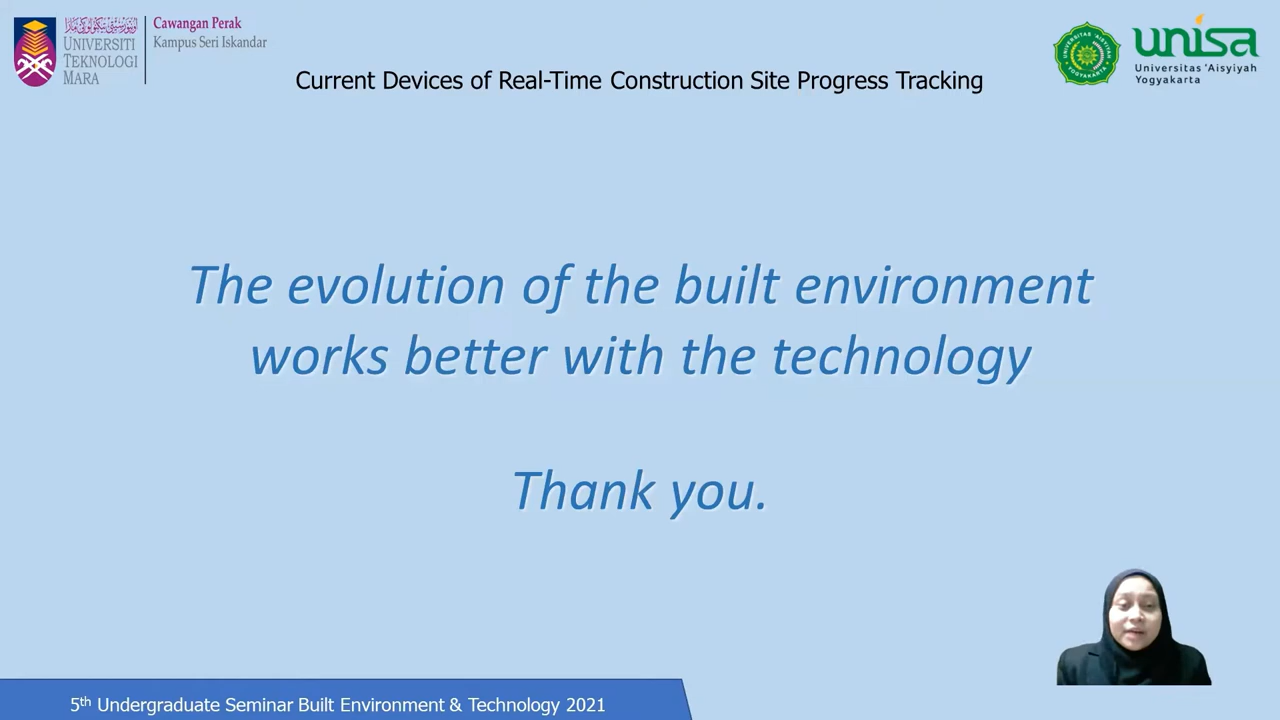 UNIVERSITI
TEKNOLOGI
MARA
Cawangan Perak
Kampus Seri Iskandar
unisa
Universitas 'Aisyiyah
Yogyakarta
Current Devices of Real-Time Construction Site Progress Tracking
The evolution of the built environment
works better with the technology
Thank you.
5th Undergraduate Seminar Built Environment & Technology 2021